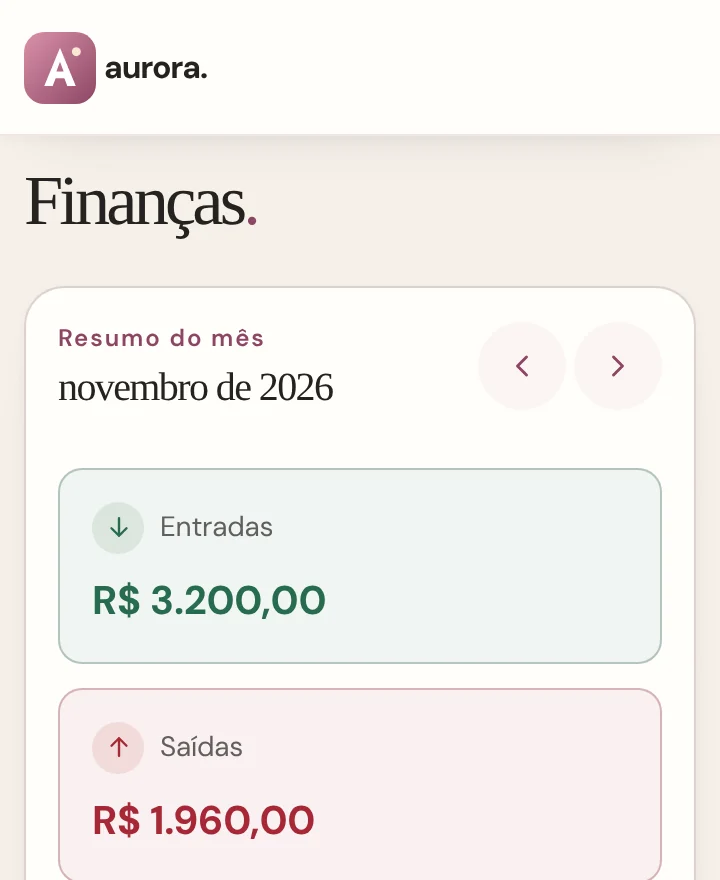 A
aurora.
Finanças.
Resumo do mês
novembro de 2026
Entradas
R$ 3.200,00
Saídas
R$ 1.960,00